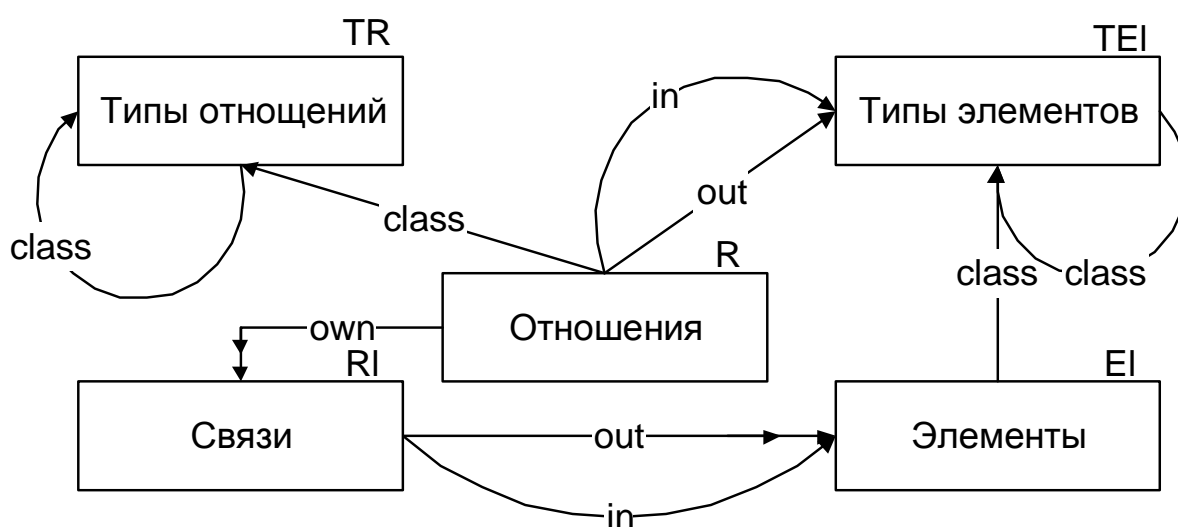 TR
TEI
Типы отнощений
in
Типы элементов
out
class
class
class
class
R
own
Отношения
RI
EI
Связи
out
Элементы
in